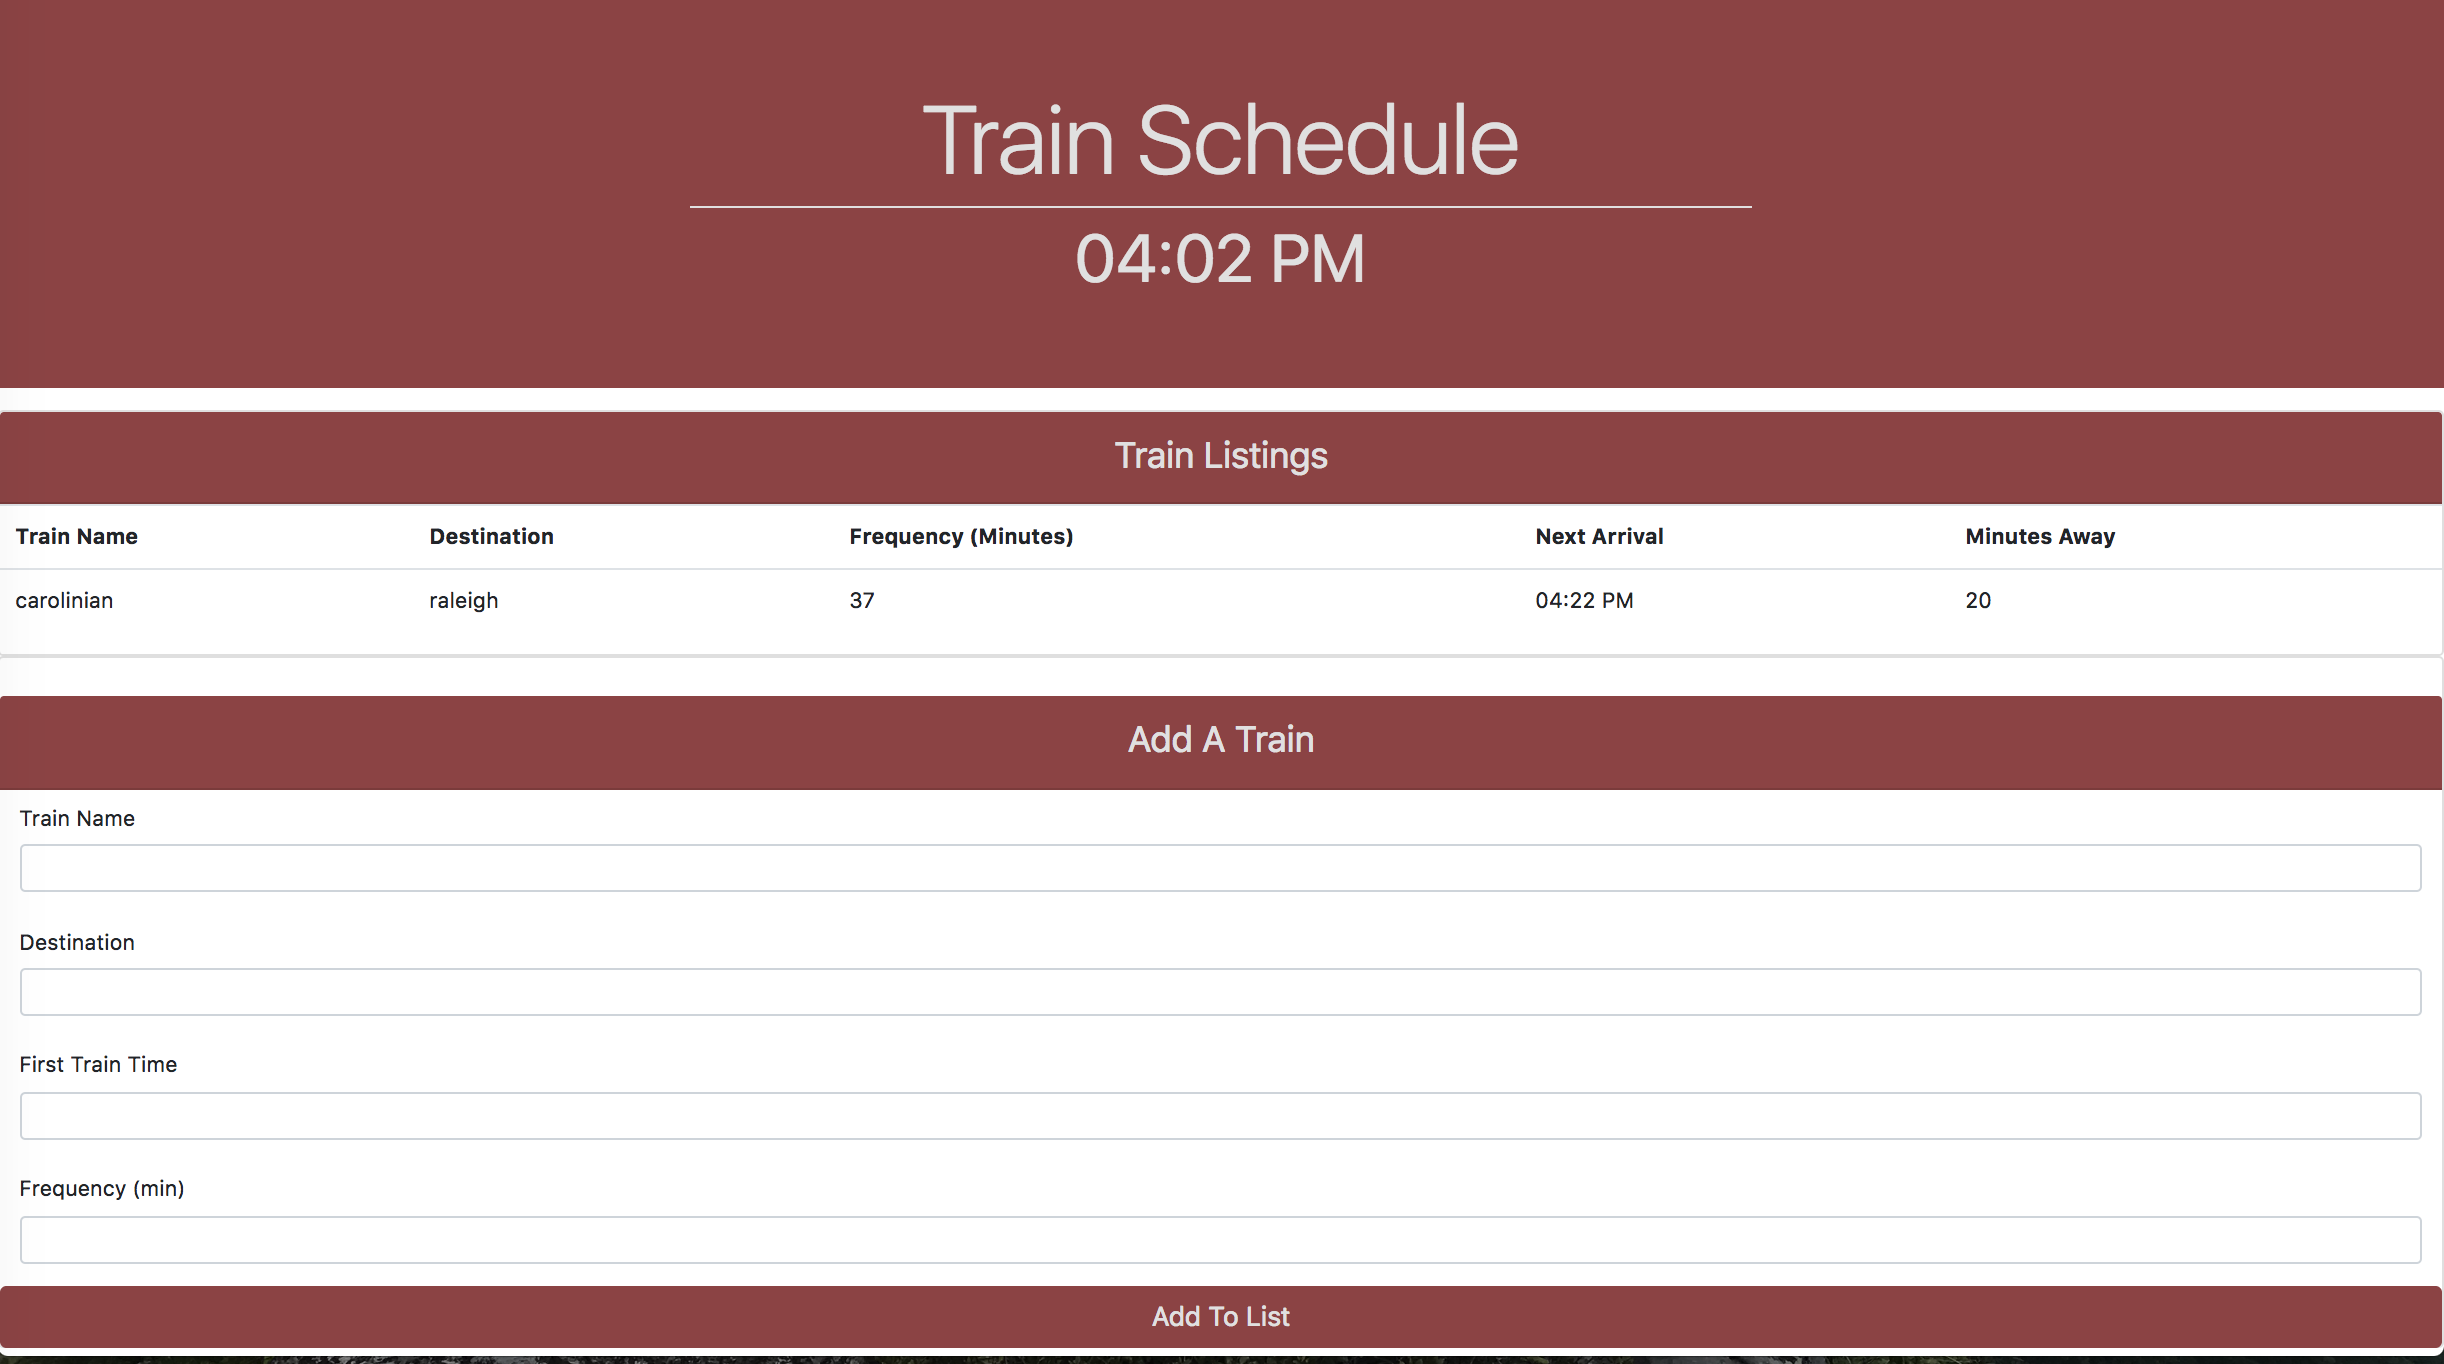 Train Schedule
04:02 PM
Train Listings
Train Name Destination Frequency (Minutes) Next Arrival Minutes Away
carolinian raleigh 37 04:22 PM 20
Add A Train
Train Name
Destination
First Train Time
Frequency (min)
Add To List